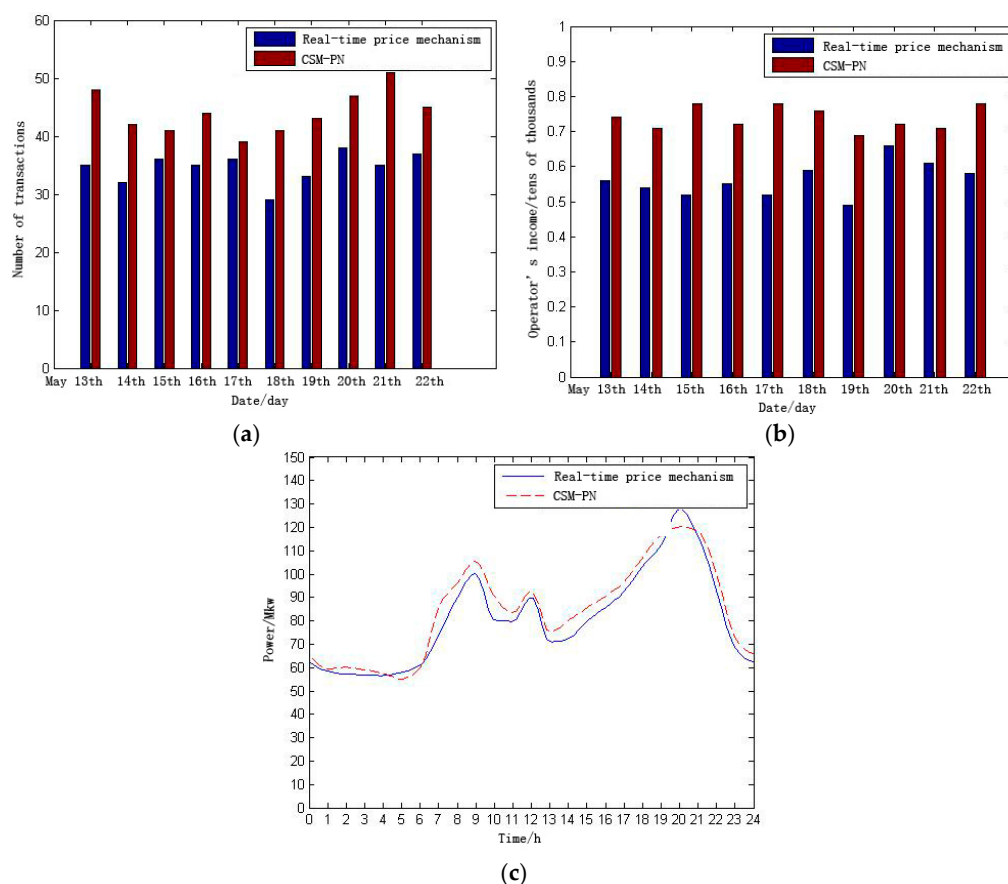 60
50
40
30
20
10
0
Number of transactions
Real-time price mechanism
CSM-PN
May 13th 14th 15th 16th 17th 18th 19th 20th 21th 22th
Date/day
(a)
1
0.9
0.8
0.7
0.6
0.5
0.4
0.3
0.2
0.1
0
Operator' s income/tens of thousands
Real-time price mechanism
CSM-PN
May 13th 14th 15th 16th 17th 18th 19th 20th 21th 22th
Date/day
(b)
150
140
130
120
110
100
90
80
70
60
50
40
30
20
10
0
Power/Mkw
Real-time price mechanism
CSM-PN
0 1 2 3 4 5 6 7 8 9 10 11 12 13 14 15 16 17 18 19 20 21 22 23 24
Time/h
(c)